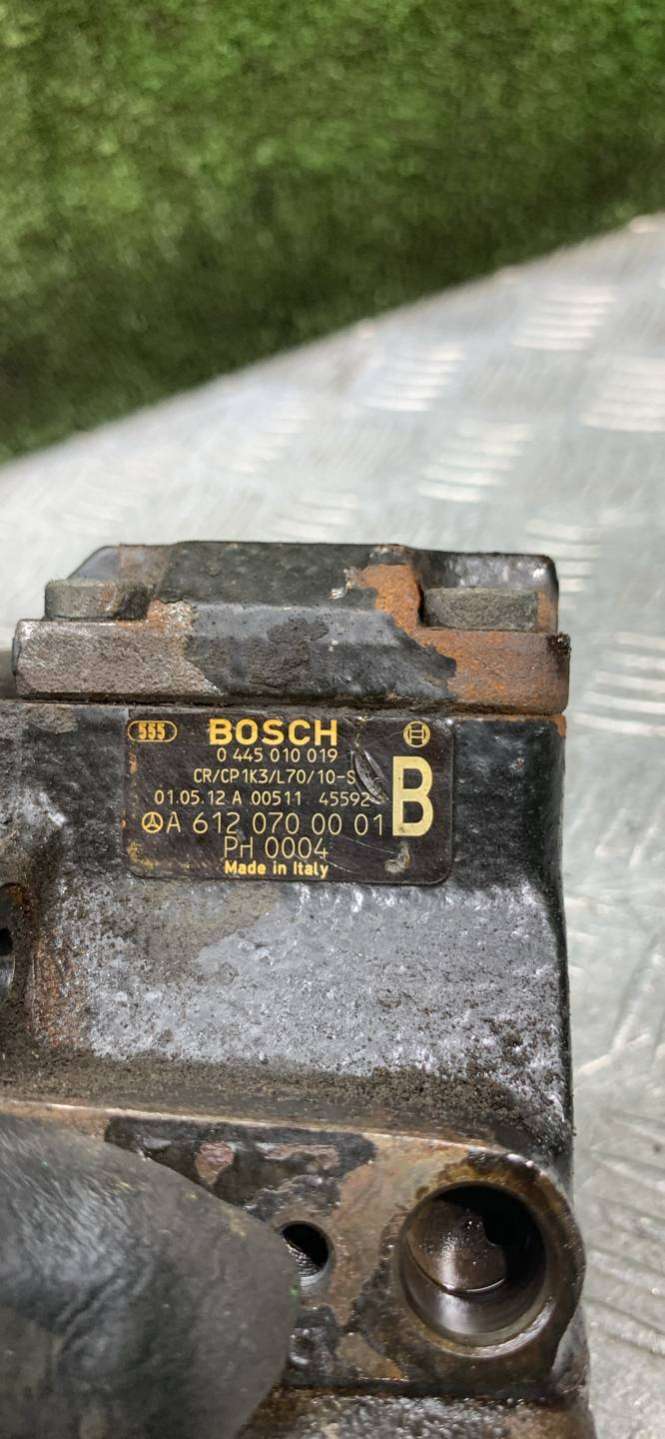 555 BOSCH
0 445 010 019
CR/CP1K3/L70/10-S
01.05.12 A 00511 45592
B
A 612 070 00 01
PH 0004
Made in Italy